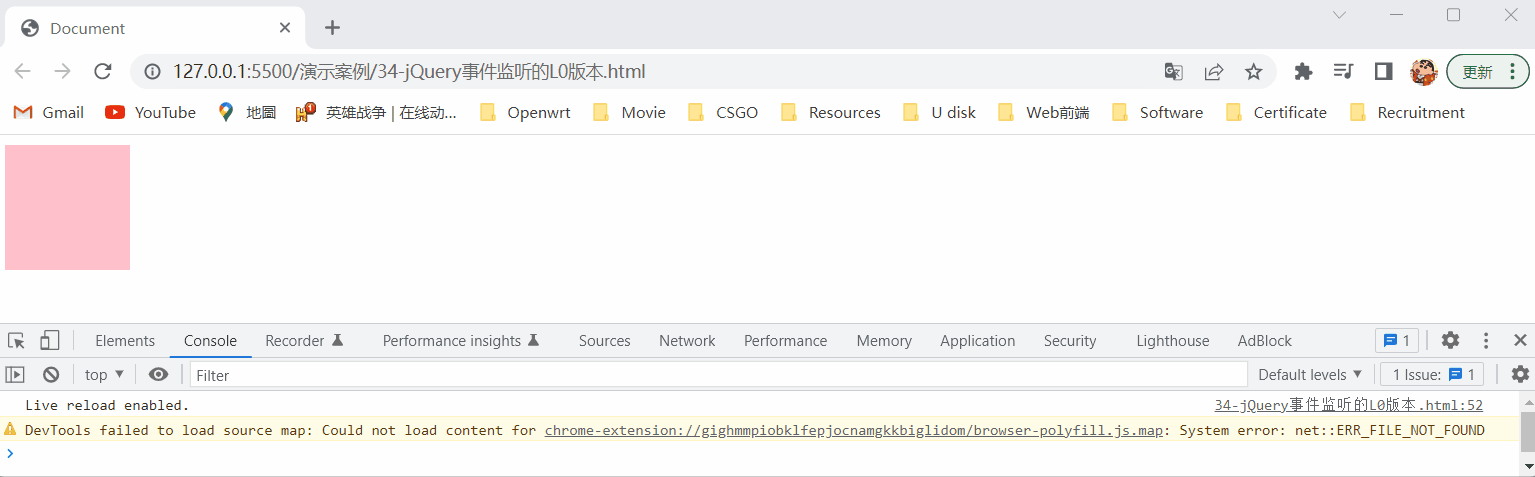 Document
127.0.0.1:5500/演示案例/34-jQuery事件监听的L0版本.html
更新
Gmail YouTube 地圖 英雄战争 | 在线动... Openwrt Movie CSGO Resources U disk Web前端 Software Certificate Recruitment
Elements Console Recorder Performance insights Sources Network Performance Memory Application Security Lighthouse AdBlock 1
top Filter Default levels 1 Issue: 1
Live reload enabled. 34-jQuery事件监听的L0版本.html:52
DevTools failed to load source map: Could not load content for chrome-extension://gighmmpiobklfepjocnamgkkbiglidom/browser-polyfill.js.map: System error: net::ERR_FILE_NOT_FOUND